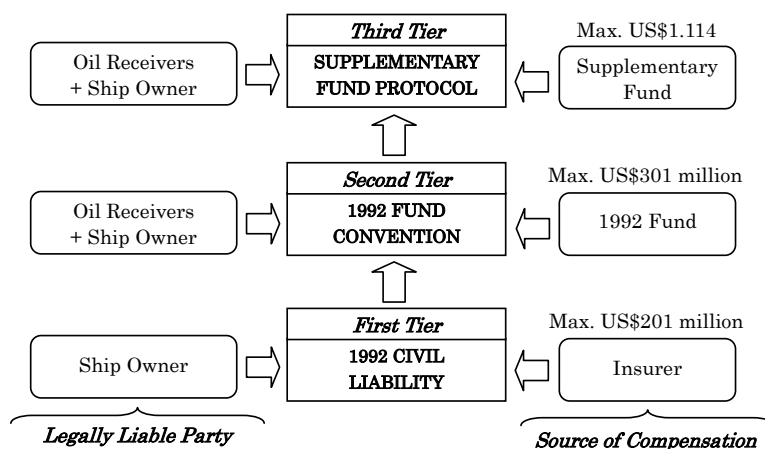 Third Tier
Max. US$1.114
Oil Receivers
+ Ship Owner
SUPPLEMENTARY
FUND PROTOCOL
Supplementary
Fund
Second Tier
Max. US$301 million
Oil Receivers
+ Ship Owner
1992 FUND
CONVENTION
1992 Fund
First Tier
Max. US$201 million
Ship Owner
1992 CIVIL
LIABILITY
Insurer
Legally Liable Party
Source of Compensation